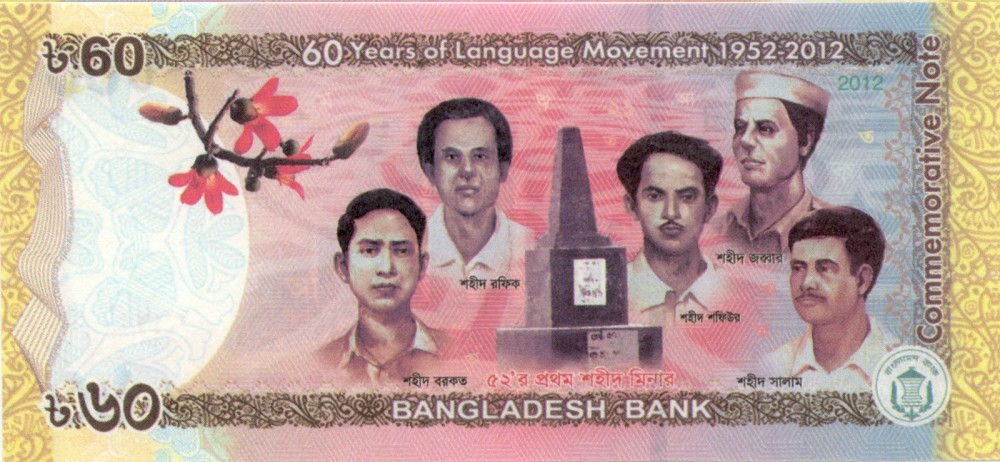 ৳60
60 Years of Language Movement 1952-2012
2012
Commemorative Note
শহীদ রফিক
শহীদ জব্বার
শহীদ শফিউর
শহীদ বরকত
৫২'র প্রথম শহীদ মিনার
শহীদ সালাম
বাংলাদেশ ব্যাংক
৳৬০
BANGLADESH BANK